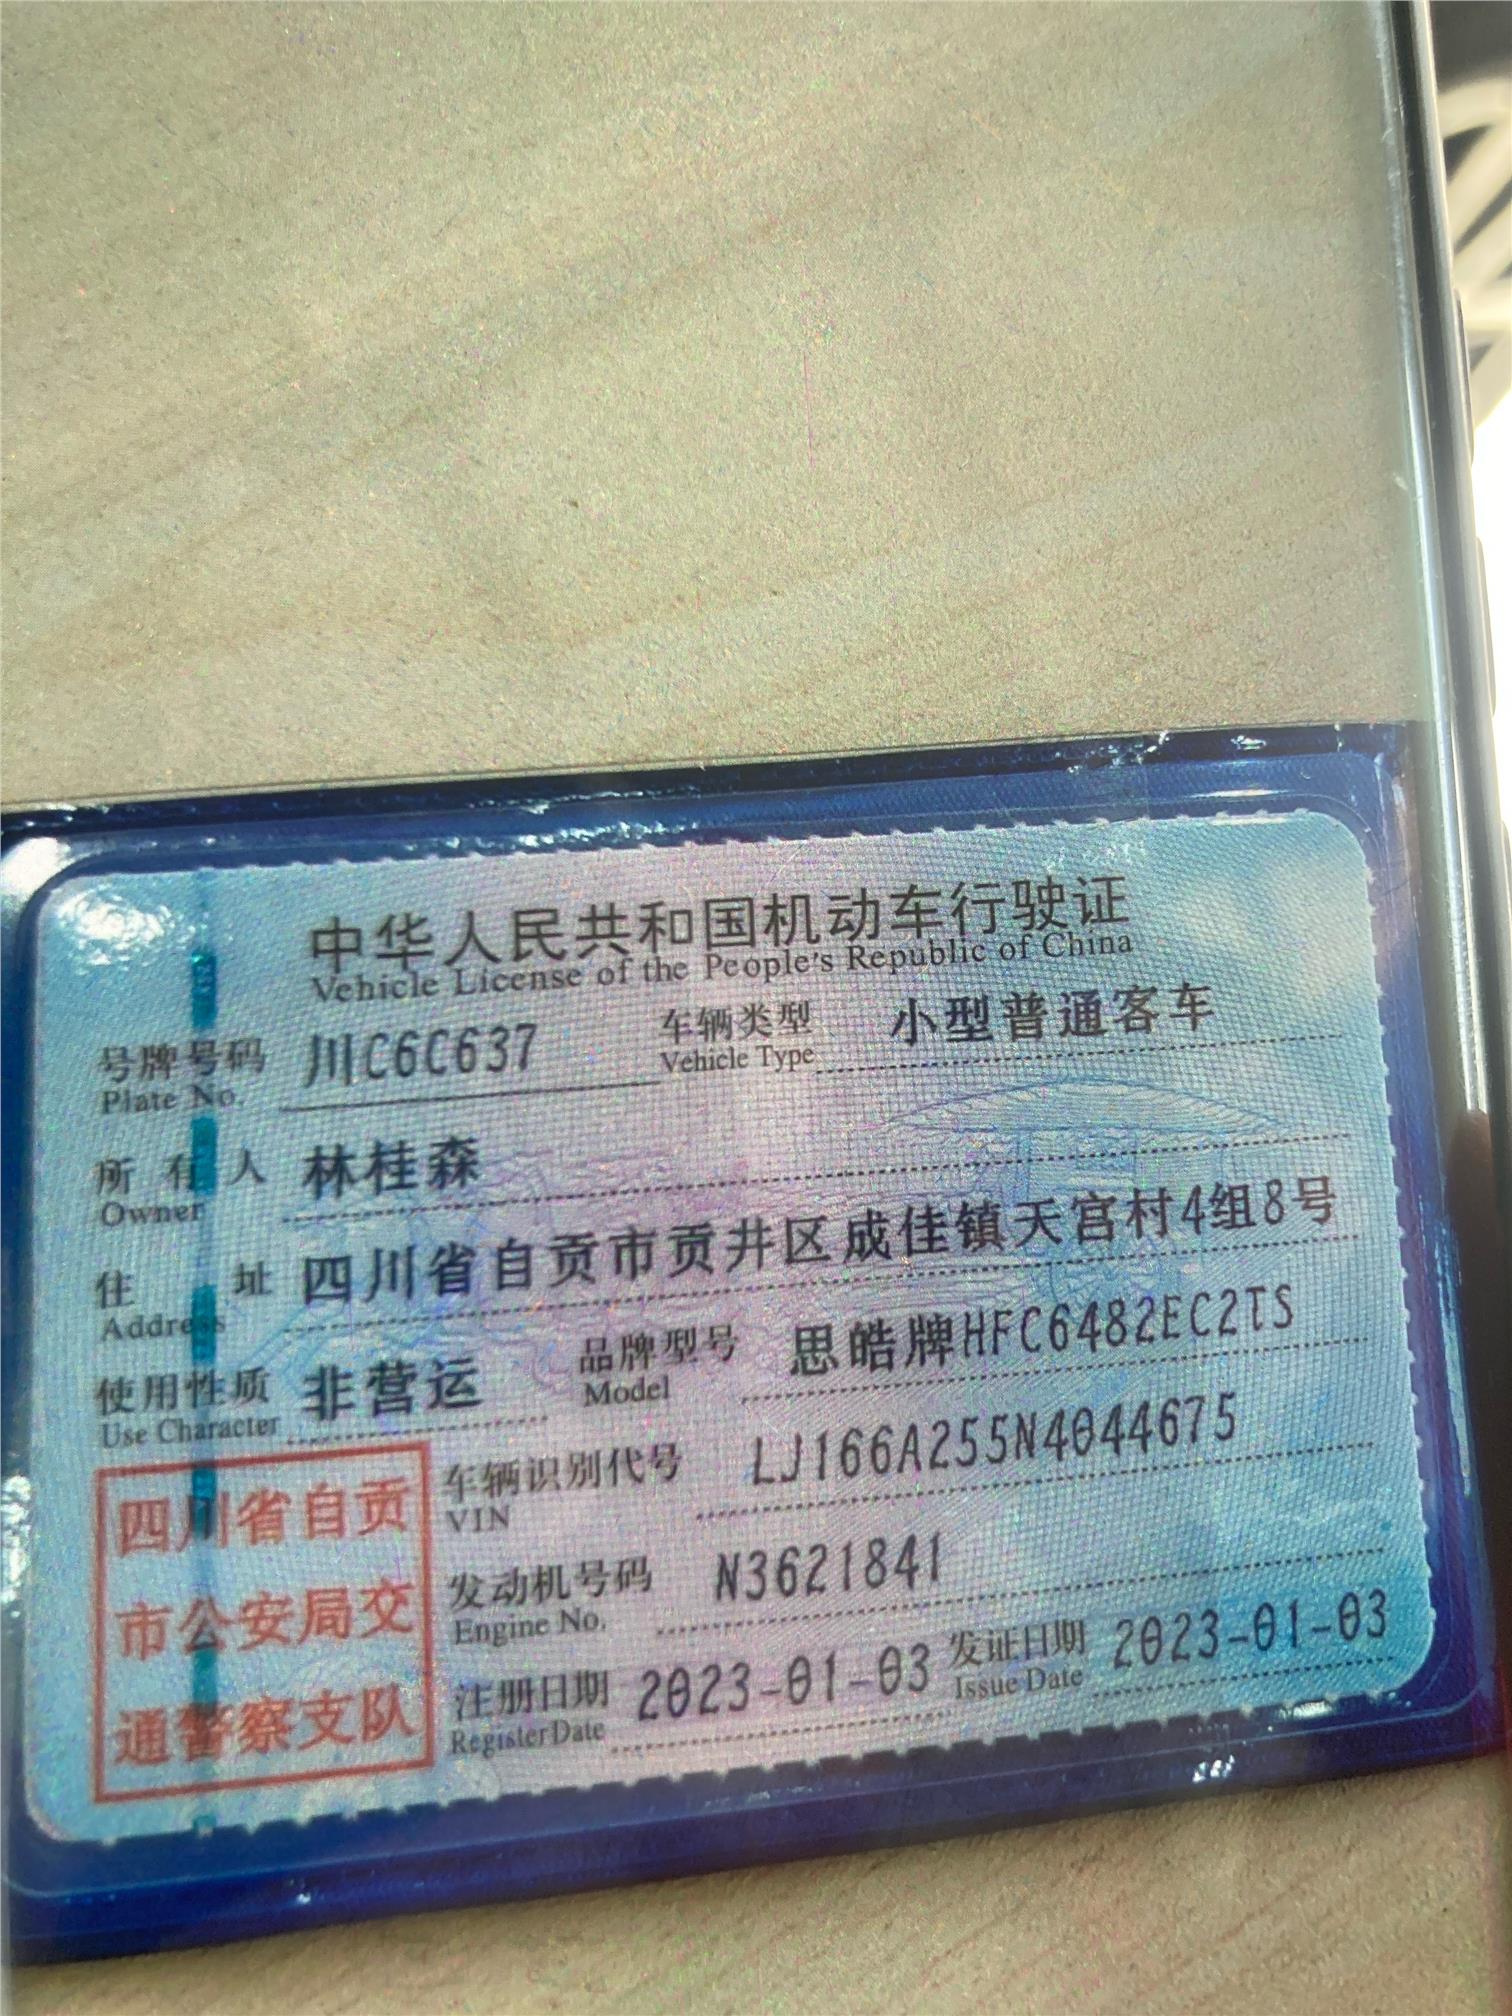 中华人民共和国机动车行驶证
Vehicle License of the People's Republic of China
号牌号码 川C6C637 车辆类型 小型普通客车
Plate No. Vehicle Type
所有人 林桂森
Owner
住址 四川省自贡市贡井区成佳镇天宫村4组8号
Address
使用性质 非营运 品牌型号 思皓牌HFC6482EC2TS
Use Character Model
车辆识别代号 LJ166A255N4044675
VIN
发动机号码 N3621841
Engine No.
注册日期 2023-01-03 发证日期 2023-01-03
Register Date Issue Date
四川省自贡
市公安局交
通警察支队